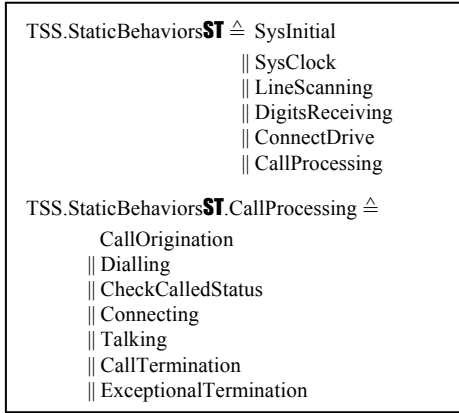 TSS.StaticBehaviorsST ≙ SysInitial
|| SysClock
|| LineScanning
|| DigitsReceiving
|| ConnectDrive
|| CallProcessing
TSS.StaticBehaviorsST.CallProcessing ≙
CallOrigination
|| Dialling
|| CheckCalledStatus
|| Connecting
|| Talking
|| CallTermination
|| ExceptionalTermination